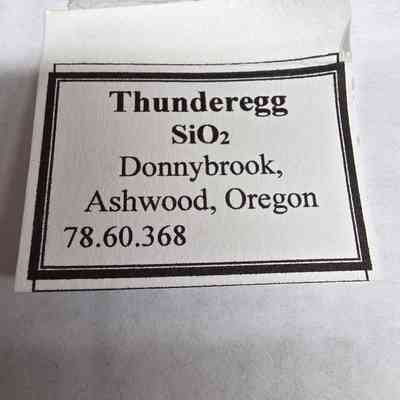 Thunderegg
SiO₂
Donnybrook,
Ashwood, Oregon
78.60.368